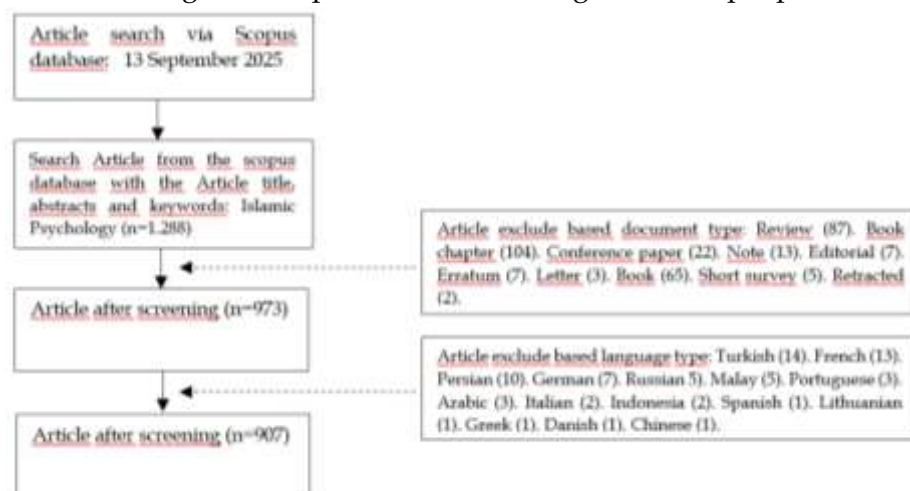 Article search via Scopus
database: 13 September 2025
Search Article from the scopus
database with the Article title,
abstracts and keywords: Islamic
Psychology (n=1.288)
Article exclude based document type: Review (87). Book
chapter (104). Conference paper (22). Note (13). Editorial (7).
Erratum (7). Letter (3). Book (65). Short survey (5). Retracted
(2).
Article after screening (n=973)
Article exclude based language type: Turkish (14). French (13).
Persian (10). German (7). Russian 5). Malay (5). Portuguese (3).
Arabic (3). Italian (2). Indonesia (2). Spanish (1). Lithuanian
(1). Greek (1). Danish (1). Chinese (1).
Article after screening (n=907)